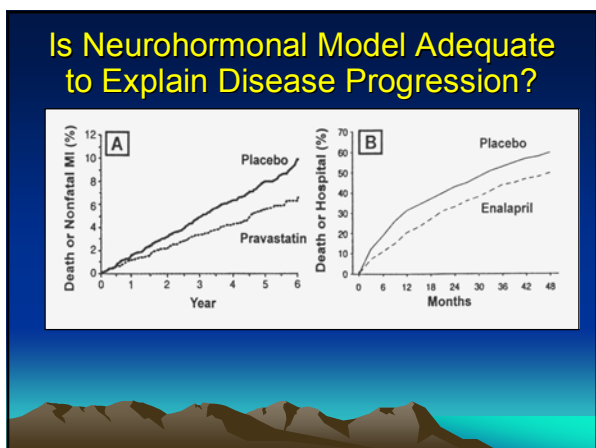 Is Neurohormonal Model Adequate
to Explain Disease Progression?
A
Death or Nonfatal MI (%)
12
10
8
6
4
2
0
Placebo
Pravastatin
0 1 2 3 4 5 6
Year
B
Death or Hospital (%)
70
60
50
40
30
20
10
0
Placebo
Enalapril
0 6 12 18 24 30 36 42 48
Months